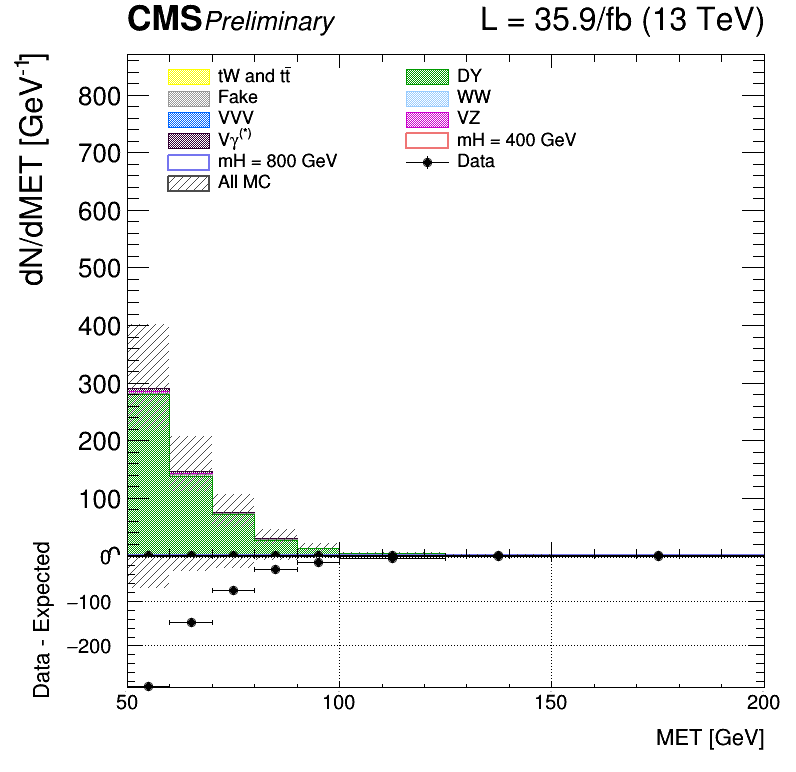 CMS Preliminary L = 35.9/fb (13 TeV)
dN/dMET [GeV⁻¹]
tW and tt̄ DY
Fake WW
VVV VZ
Vγ(*) mH = 400 GeV
mH = 800 GeV Data
All MC
800
700
600
500
400
300
200
100
0
Data - Expected
0
−100
−200
50 100 150 200
MET [GeV]